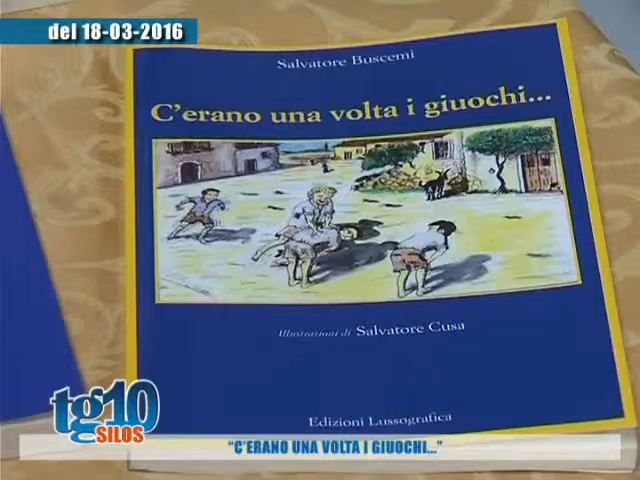 del 18-03-2016
Salvatore Buscemi
C'erano una volta i giuochi...
Illustrazioni di Salvatore Cusa
Edizioni Lussografica
tg10
SILOS
"C'ERANO UNA VOLTA I GIUOCHI..."